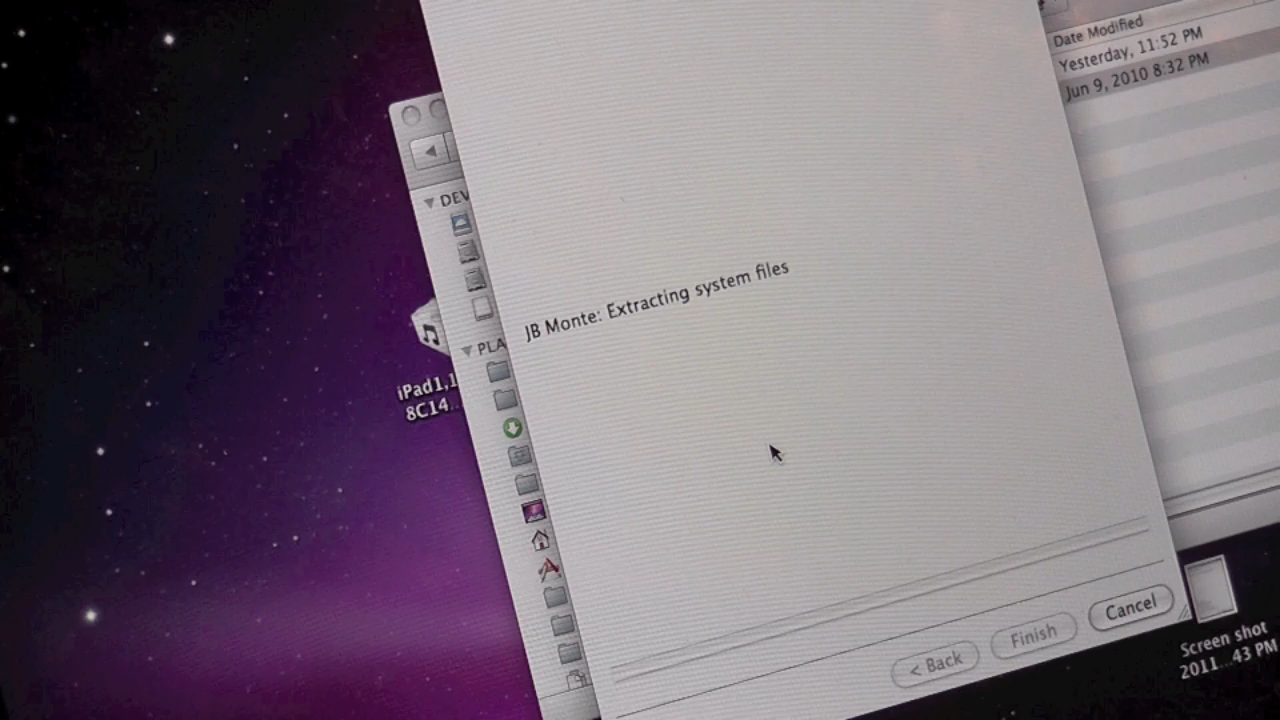 Date Modified
Yesterday, 11:52 PM
Jun 9, 2010 8:32 PM
DEV
JB Monte: Extracting system files
PLA
iPad1,1
8C14...
< Back
Finish
Cancel
Screen shot
2011...43 PM